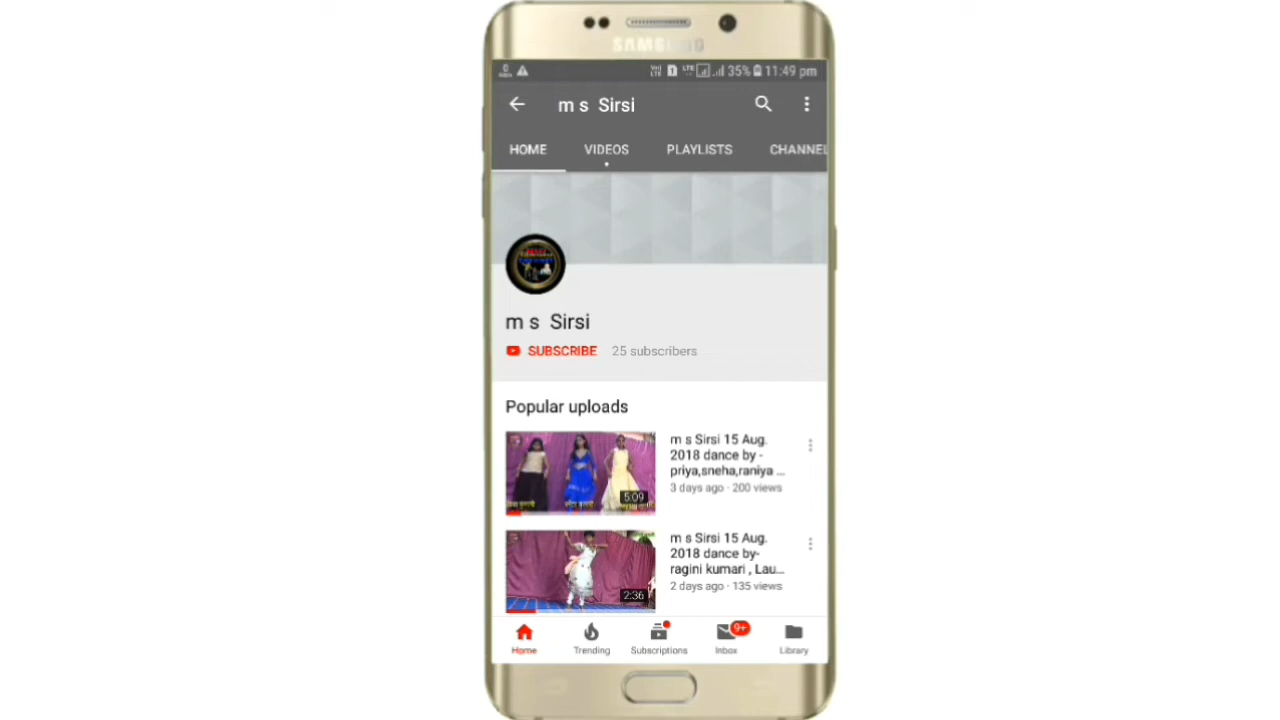 SAMSUNG
35% 11:49 pm
m s Sirsi
HOME VIDEOS PLAYLISTS CHANNEL
m s Sirsi
SUBSCRIBE 25 subscribers
Popular uploads
m s Sirsi 15 Aug.
2018 dance by -
priya,sneha,raniya ...
3 days ago · 200 views
5:09
m s Sirsi 15 Aug.
2018 dance by-
ragini kumari , Lau...
2 days ago · 135 views
2:36
9+
Home Trending Subscriptions Inbox Library